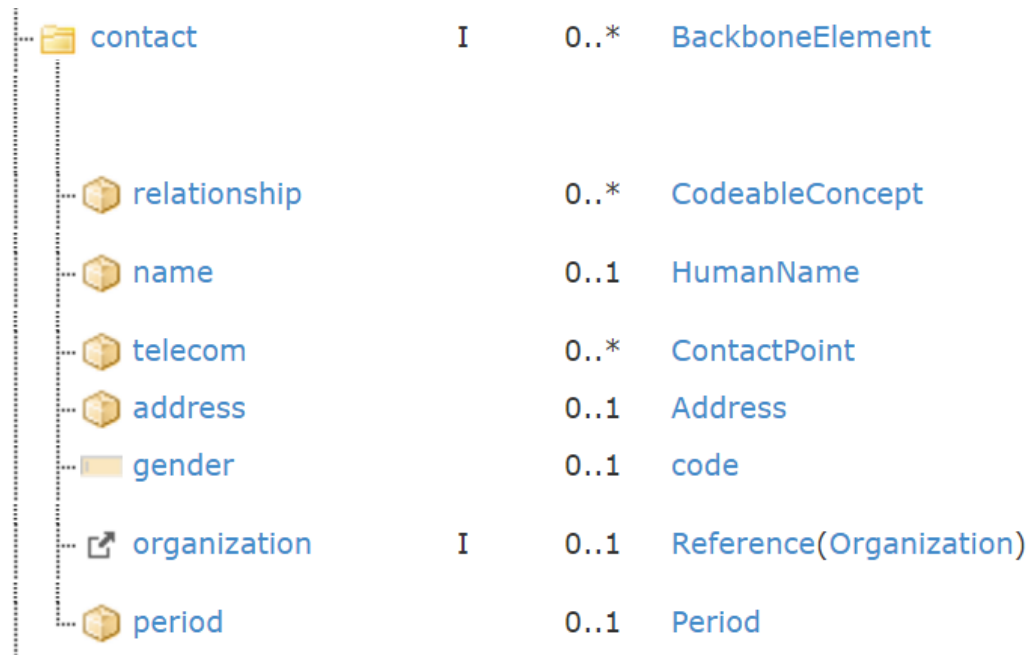 contact I 0..* BackboneElement
relationship 0..* CodeableConcept
name 0..1 HumanName
telecom 0..* ContactPoint
address 0..1 Address
gender 0..1 code
organization I 0..1 Reference(Organization)
period 0..1 Period